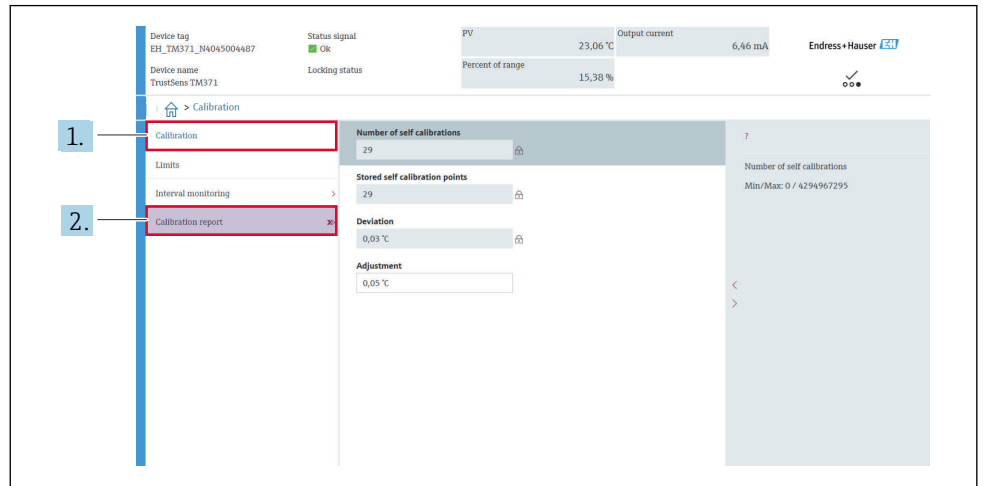 Device tag
EH_TM371_N4045004487
Status signal
Ok
PV
23,06 °C
Output current
6,46 mA
Endress+Hauser EH
Device name
TrustSens TM371
Locking status
Percent of range
15,38 %
> Calibration
1.
Calibration
Limits
Interval monitoring >
2.
Calibration report
Number of self calibrations
29
Stored self calibration points
29
Deviation
0,03 °C
Adjustment
0,05 °C
?
Number of self calibrations
Min/Max: 0 / 4294967295
<
>